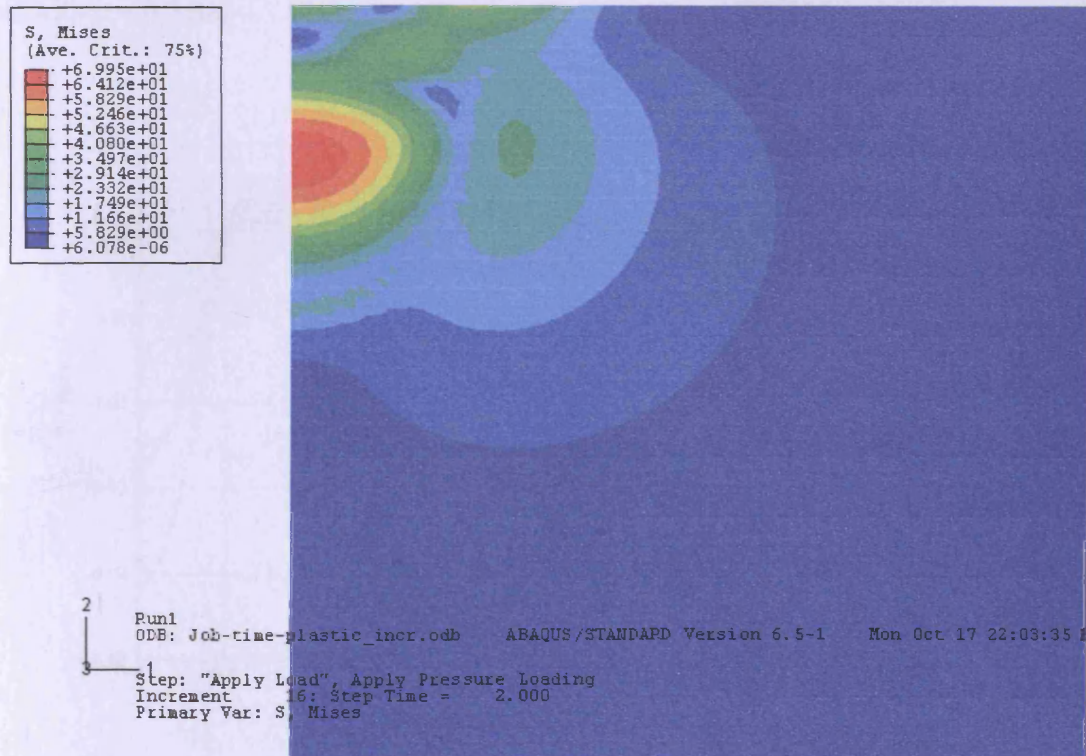 S, Mises
(Ave. Crit.: 75%)
+6.995e+01
+6.412e+01
+5.829e+01
+5.246e+01
+4.663e+01
+4.080e+01
+3.497e+01
+2.914e+01
+2.332e+01
+1.749e+01
+1.166e+01
+5.829e+00
+6.078e-06
2
3
1
Run1
ODB: Job-time-plastic_incr.odb ABAQUS/STANDARD Version 6.5-1 Mon Oct 17 22:03:35
Step: "Apply Load", Apply Pressure Loading
Increment 16: Step Time = 2.000
Primary Var: S, Mises